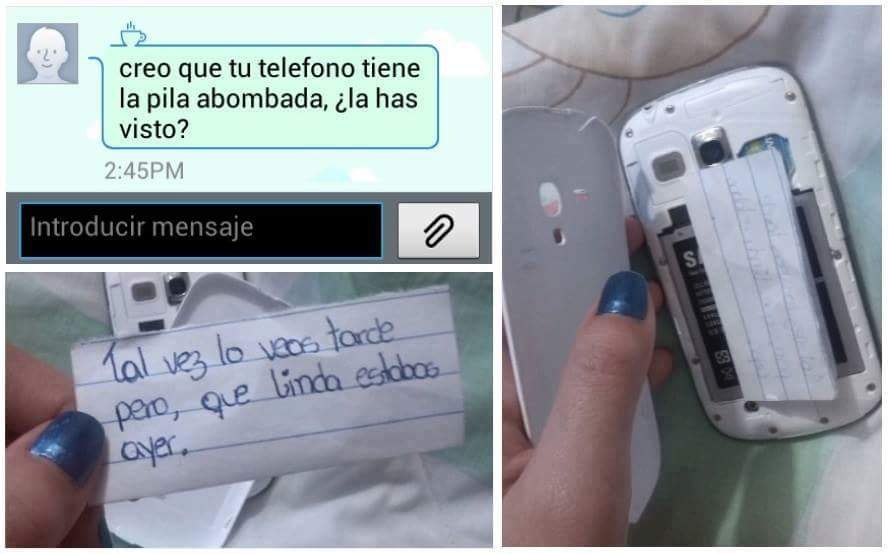 creo que tu telefono tiene
la pila abombada, ¿la has
visto?
2:45PM
Introducir mensaje
Tal vez lo veas tarde
pero, que linda estabas
ayer.